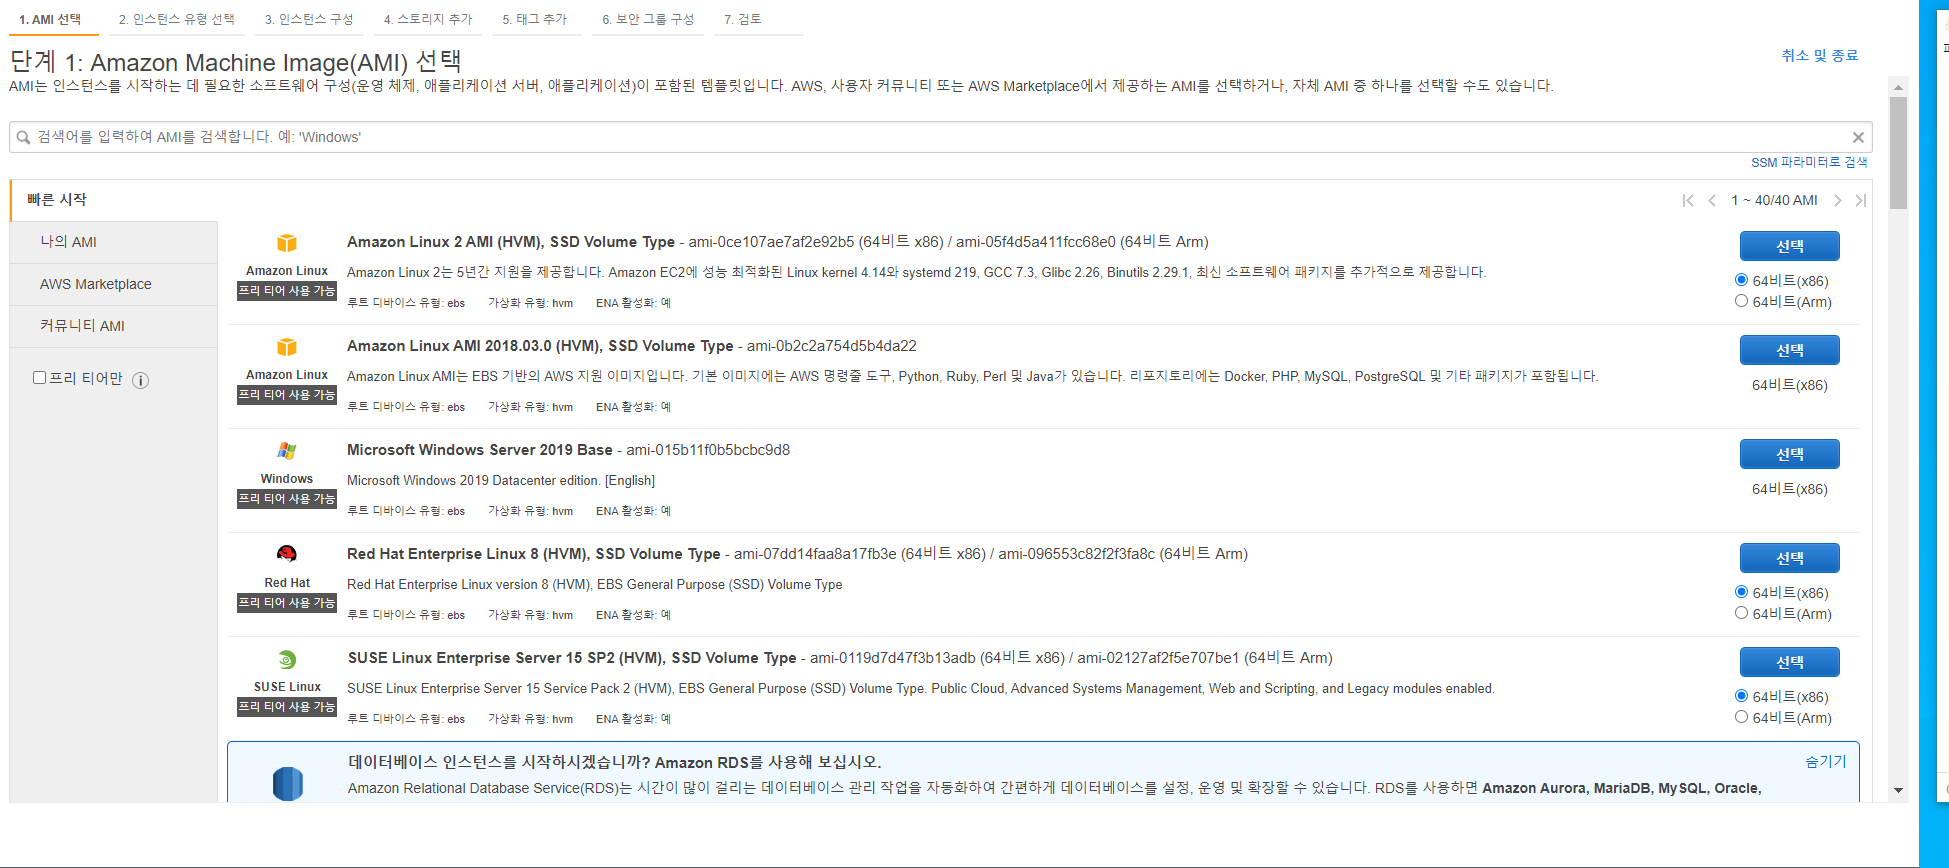 1. AMI 선택
2. 인스턴스 유형 선택
3. 인스턴스 구성
4. 스토리지 추가
5. 태그 추가
6. 보안 그룹 구성
7. 검토
단계 1: Amazon Machine Image(AMI) 선택
취소 및 종료
AMI는 인스턴스를 시작하는 데 필요한 소프트웨어 구성(운영 체제, 애플리케이션 서버, 애플리케이션)이 포함된 템플릿입니다. AWS, 사용자 커뮤니티 또는 AWS Marketplace에서 제공하는 AMI를 선택하거나, 자체 AMI 중 하나를 선택할 수도 있습니다.
검색어를 입력하여 AMI를 검색합니다. 예: 'Windows'
SSM 파라미터로 검색
빠른 시작
1 ~ 40/40 AMI
나의 AMI
AWS Marketplace
커뮤니티 AMI
프리 티어만
Amazon Linux
프리 티어 사용 가능
Amazon Linux 2 AMI (HVM), SSD Volume Type - ami-0ce107ae7af2e92b5 (64비트 x86) / ami-05f4d5a411fcc68e0 (64비트 Arm)
Amazon Linux 2는 5년간 지원을 제공합니다. Amazon EC2에 성능 최적화된 Linux kernel 4.14와 systemd 219, GCC 7.3, Glibc 2.26, Binutils 2.29.1, 최신 소프트웨어 패키지를 추가적으로 제공합니다.
루트 디바이스 유형: ebs 가상화 유형: hvm ENA 활성화: 예
선택
64비트(x86)
64비트(Arm)
Amazon Linux
프리 티어 사용 가능
Amazon Linux AMI 2018.03.0 (HVM), SSD Volume Type - ami-0b2c2a754d5b4da22
Amazon Linux AMI는 EBS 기반의 AWS 지원 이미지입니다. 기본 이미지에는 AWS 명령줄 도구, Python, Ruby, Perl 및 Java가 있습니다. 리포지토리에는 Docker, PHP, MySQL, PostgreSQL 및 기타 패키지가 포함됩니다.
루트 디바이스 유형: ebs 가상화 유형: hvm ENA 활성화: 예
선택
64비트(x86)
Windows
프리 티어 사용 가능
Microsoft Windows Server 2019 Base - ami-015b11f0b5bcbc9d8
Microsoft Windows 2019 Datacenter edition. [English]
루트 디바이스 유형: ebs 가상화 유형: hvm ENA 활성화: 예
선택
64비트(x86)
Red Hat
프리 티어 사용 가능
Red Hat Enterprise Linux 8 (HVM), SSD Volume Type - ami-07dd14faa8a17fb3e (64비트 x86) / ami-096553c82f2f3fa8c (64비트 Arm)
Red Hat Enterprise Linux version 8 (HVM), EBS General Purpose (SSD) Volume Type
루트 디바이스 유형: ebs 가상화 유형: hvm ENA 활성화: 예
선택
64비트(x86)
64비트(Arm)
SUSE Linux
프리 티어 사용 가능
SUSE Linux Enterprise Server 15 SP2 (HVM), SSD Volume Type - ami-0119d7d47f3b13adb (64비트 x86) / ami-02127af2f5e707be1 (64비트 Arm)
SUSE Linux Enterprise Server 15 Service Pack 2 (HVM), EBS General Purpose (SSD) Volume Type. Public Cloud, Advanced Systems Management, Web and Scripting, and Legacy modules enabled.
루트 디바이스 유형: ebs 가상화 유형: hvm ENA 활성화: 예
선택
64비트(x86)
64비트(Arm)
데이터베이스 인스턴스를 시작하시겠습니까? Amazon RDS를 사용해 보십시오.
숨기기
Amazon Relational Database Service(RDS)는 시간이 많이 걸리는 데이터베이스 관리 작업을 자동화하여 간편하게 데이터베이스를 설정, 운영 및 확장할 수 있습니다. RDS를 사용하면 Amazon Aurora, MariaDB, MySQL, Oracle,